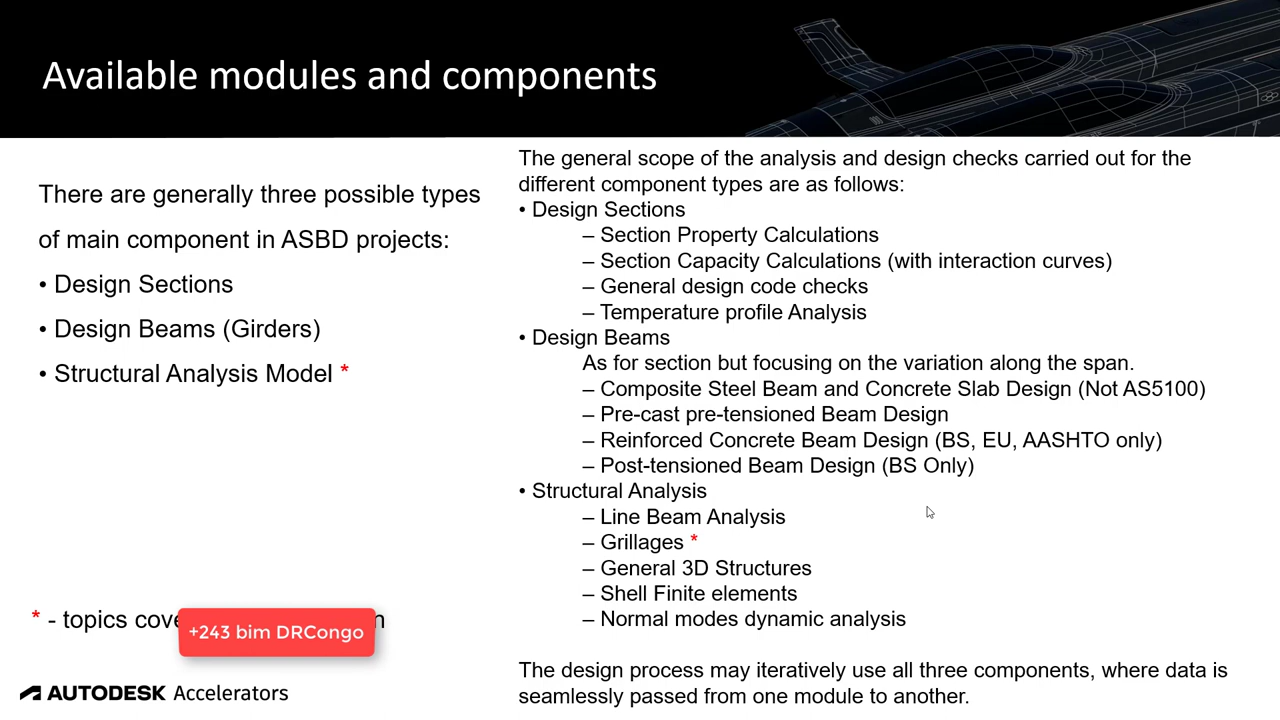 Available modules and components
There are generally three possible types
of main component in ASBD projects:
• Design Sections
• Design Beams (Girders)
• Structural Analysis Model *
* - topics
+243 bim DRCongo
AUTODESK Accelerators
The general scope of the analysis and design checks carried out for the
different component types are as follows:
• Design Sections
– Section Property Calculations
– Section Capacity Calculations (with interaction curves)
– General design code checks
– Temperature profile Analysis
• Design Beams
As for section but focusing on the variation along the span.
– Composite Steel Beam and Concrete Slab Design (Not AS5100)
– Pre-cast pre-tensioned Beam Design
– Reinforced Concrete Beam Design (BS, EU, AASHTO only)
– Post-tensioned Beam Design (BS Only)
• Structural Analysis
– Line Beam Analysis
– Grillages *
– General 3D Structures
– Shell Finite elements
– Normal modes dynamic analysis
The design process may iteratively use all three components, where data is
seamlessly passed from one module to another.